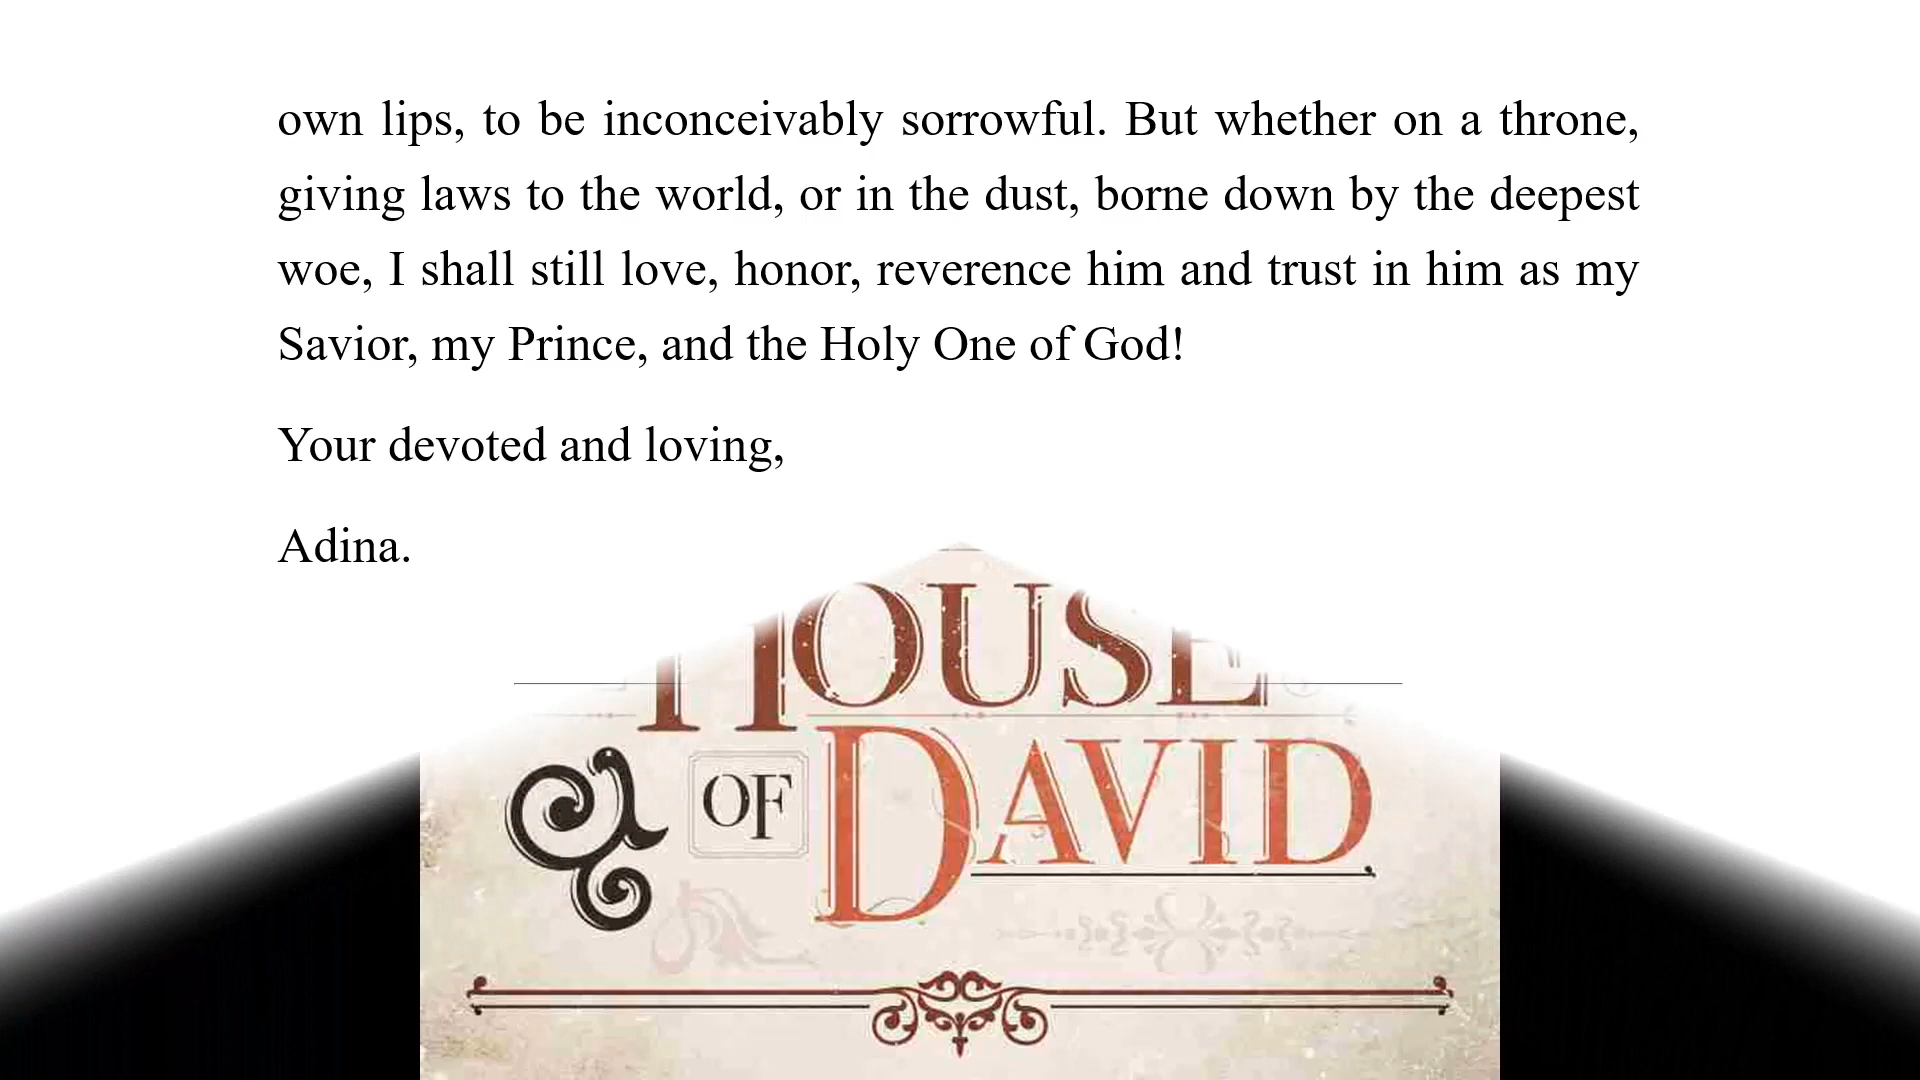 own lips, to be inconceivably sorrowful. But whether on a throne,
giving laws to the world, or in the dust, borne down by the deepest
woe, I shall still love, honor, reverence him and trust in him as my
Savior, my Prince, and the Holy One of God!
Your devoted and loving,
Adina.
HOUSE
OF DAVID